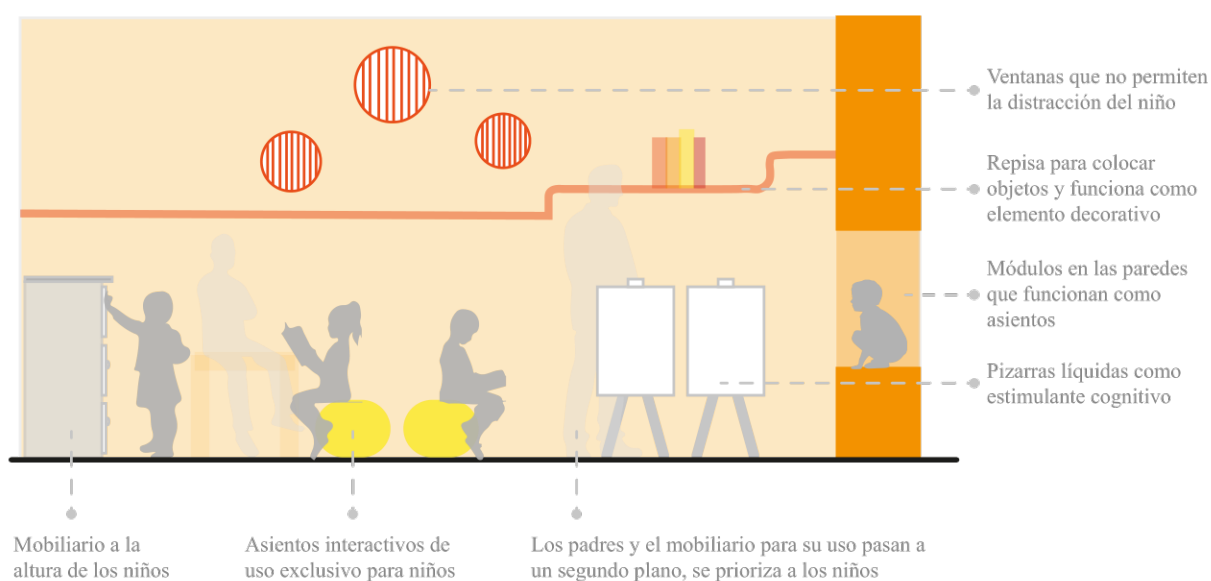 Ventanas que no permiten
la distracción del niño
Repisa para colocar
objetos y funciona como
elemento decorativo
Módulos en las paredes
que funcionan como
asientos
Pizarras líquidas como
estimulante cognitivo
Mobiliario a la
altura de los niños
Asientos interactivos de
uso exclusivo para niños
Los padres y el mobiliario para su uso pasan a
un segundo plano, se prioriza a los niños